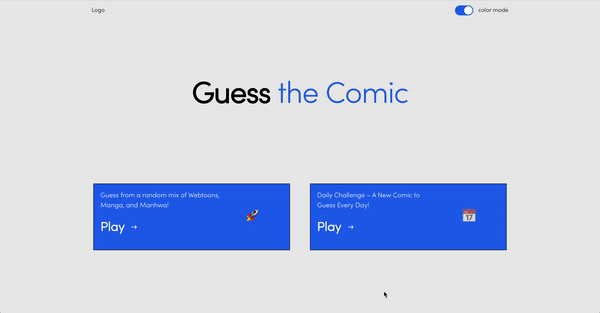 Logo
color mode
Guess the Comic
Guess from a random mix of Webtoons,
Manga, and Manhwa!
Play →
Daily Challenge – A New Comic to
Guess Every Day!
Play →
17